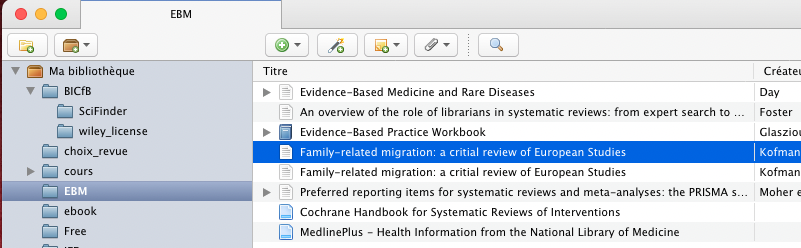 EBM
Titre Créateur
Ma bibliothèque
BICfB
SciFinder
wiley_license
choix_revue
cours
EBM
ebook
Free
Evidence-Based Medicine and Rare Diseases Day
An overview of the role of librarians in systematic reviews: from expert search to ... Foster
Evidence-Based Practice Workbook Glaszio
Family-related migration: a critial review of European Studies Kofman
Family-related migration: a critial review of European Studies Kofman
Preferred reporting items for systematic reviews and meta-analyses: the PRISMA s... Moher e
Cochrane Handbook for Systematic Reviews of Interventions
MedlinePlus - Health Information from the National Library of Medicine